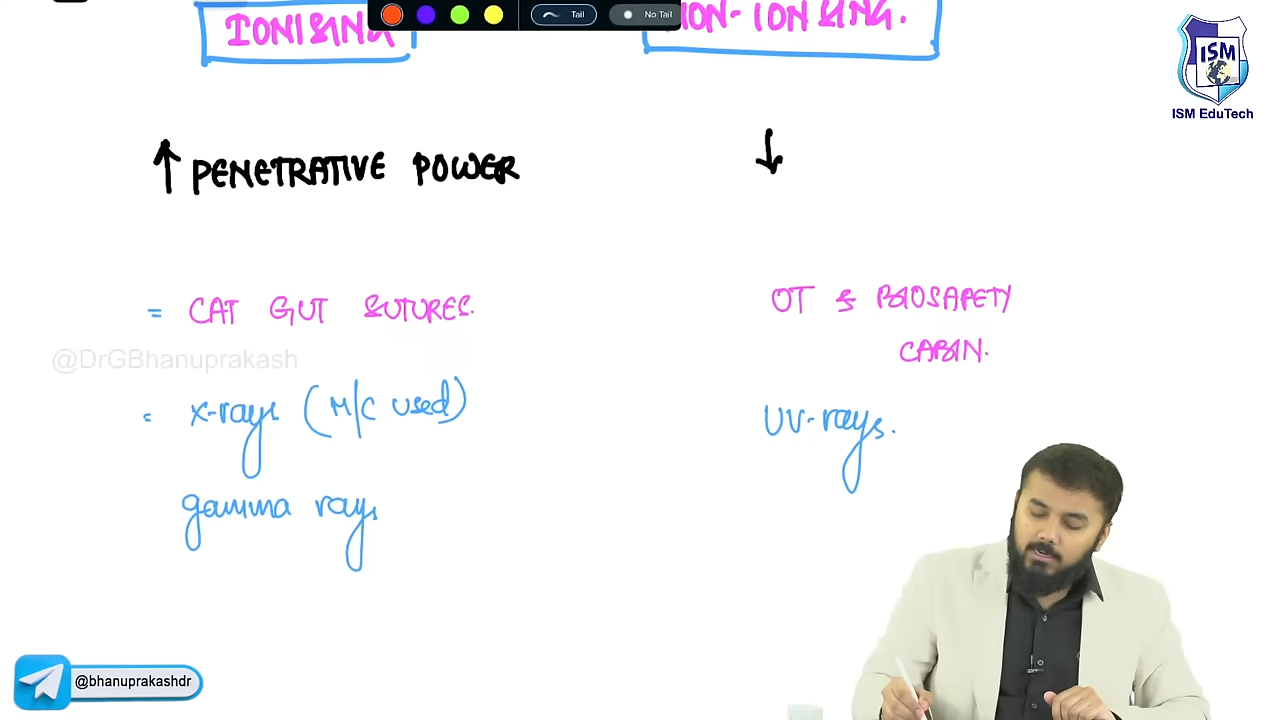 IONISING
NON-IONSING.
Tail
No Tail
ISM
ISM EduTech
↑ PENETRATIVE POWER
↓
= CAT GUT SUTURES.
OT & BIOSAFETY
CABIN.
@DrGBhanuprakash
= X-rays (M/C used)
UV-rays.
gamma rays
@bhanuprakashdr